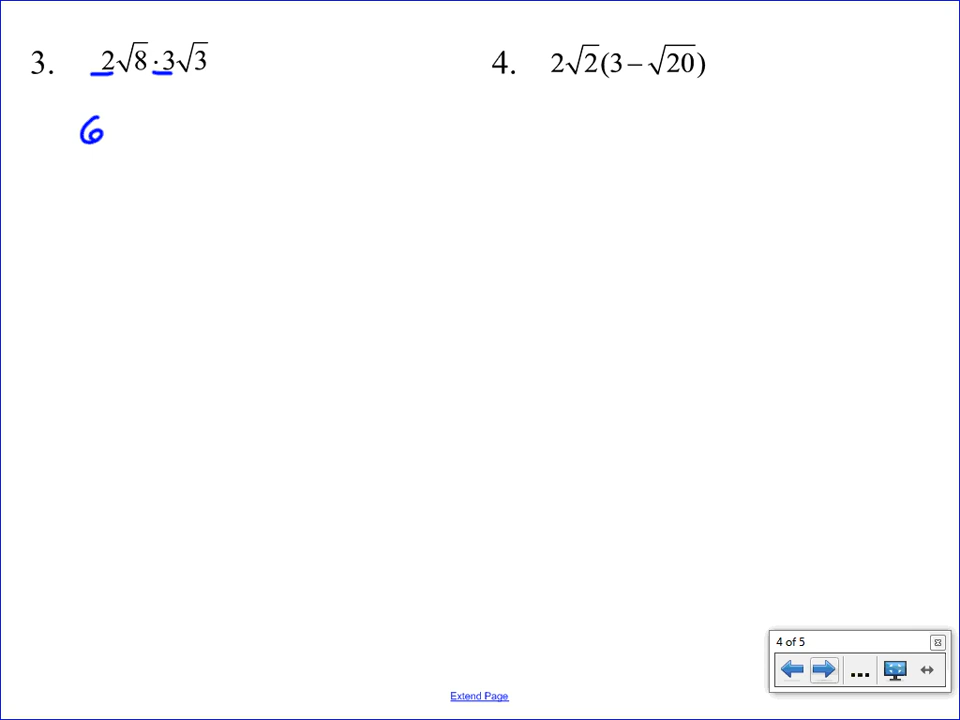 3. 2√8 · 3√3
6
4. 2√2(3 − √20)
4 of 5
...
Extend Page